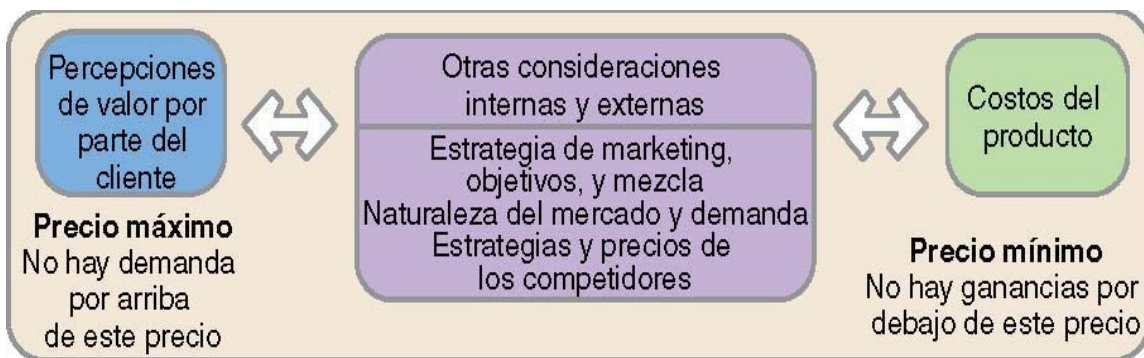 Percepciones
de valor por
parte del
cliente
Precio máximo
No hay demanda
por arriba
de este precio
Otras consideraciones
internas y externas
Estrategia de marketing,
objetivos, y mezcla
Naturaleza del mercado y demanda
Estrategias y precios de
los competidores
Costos del
producto
Precio mínimo
No hay ganancias por
debajo de este precio